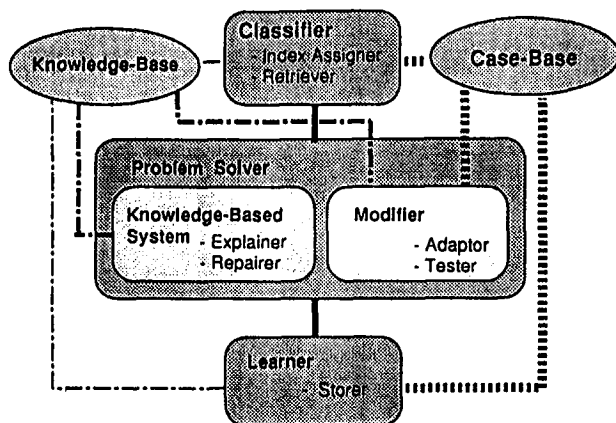 Classifier
- Index Assigner
- Retriever
Knowledge-Base
Case-Base
Problem Solver
Knowledge-Based
System
- Explainer
- Repairer
Modifier
- Adaptor
- Tester
Learner
- Storer